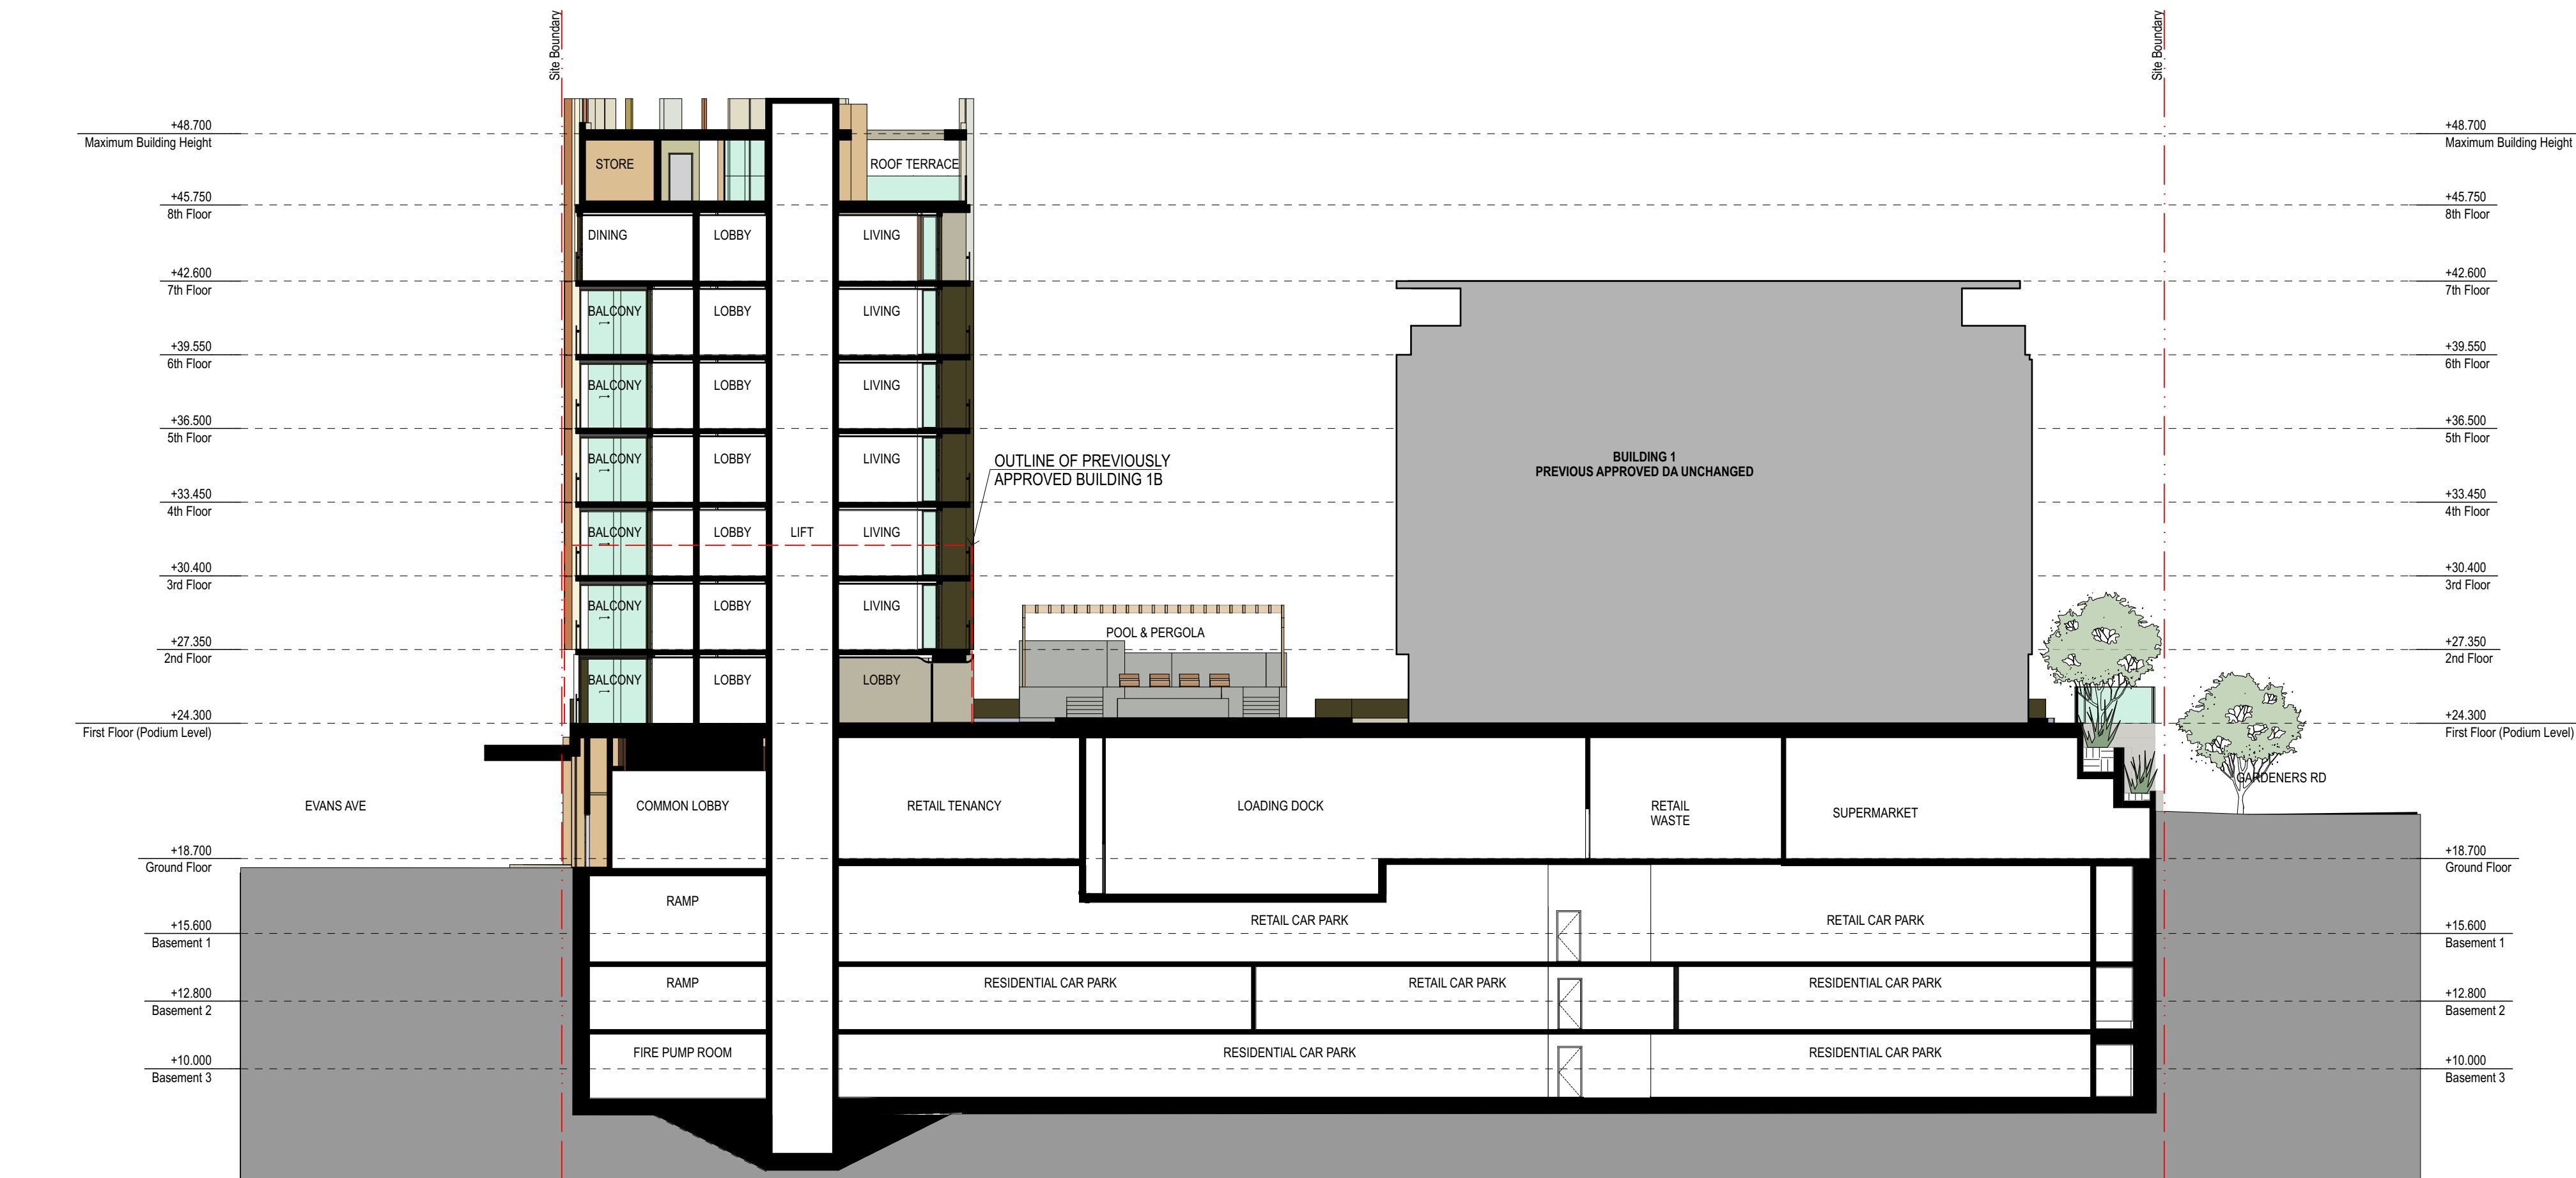 Site Boundary
Site Boundary
+48.700
Maximum Building Height
+48.700
Maximum Building Height
STORE
ROOF TERRACE
+45.750
8th Floor
+45.750
8th Floor
DINING
LOBBY
LIVING
+42.600
7th Floor
+42.600
7th Floor
BALCONY
LOBBY
LIVING
+39.550
6th Floor
+39.550
6th Floor
BALCONY
LOBBY
LIVING
+36.500
5th Floor
+36.500
5th Floor
BALCONY
LOBBY
LIVING
OUTLINE OF PREVIOUSLY
APPROVED BUILDING 1B
BUILDING 1
PREVIOUS APPROVED DA UNCHANGED
+33.450
4th Floor
+33.450
4th Floor
BALCONY
LOBBY
LIFT
LIVING
+30.400
3rd Floor
+30.400
3rd Floor
BALCONY
LOBBY
LIVING
POOL & PERGOLA
+27.350
2nd Floor
+27.350
2nd Floor
BALCONY
LOBBY
LOBBY
+24.300
First Floor (Podium Level)
+24.300
First Floor (Podium Level)
EVANS AVE
COMMON LOBBY
RETAIL TENANCY
LOADING DOCK
RETAIL
WASTE
SUPERMARKET
GARDENERS RD
+18.700
Ground Floor
+18.700
Ground Floor
RAMP
RETAIL CAR PARK
RETAIL CAR PARK
+15.600
Basement 1
+15.600
Basement 1
RAMP
RESIDENTIAL CAR PARK
RETAIL CAR PARK
RESIDENTIAL CAR PARK
+12.800
Basement 2
+12.800
Basement 2
FIRE PUMP ROOM
RESIDENTIAL CAR PARK
RESIDENTIAL CAR PARK
+10.000
Basement 3
+10.000
Basement 3